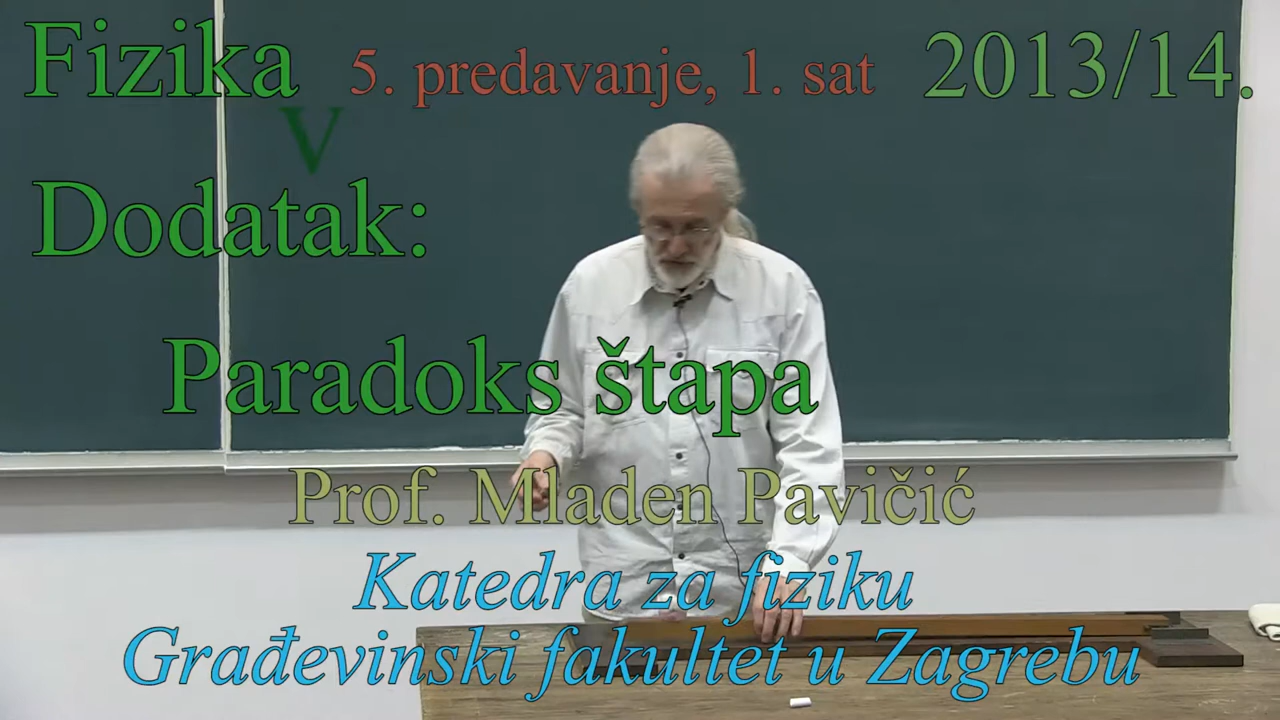 Fizika 5. predavanje, 1. sat 2013/14.
V
Dodatak:
Paradoks štapa
Prof. Mladen Pavičić
Katedra za fiziku
Građevinski fakultet u Zagrebu